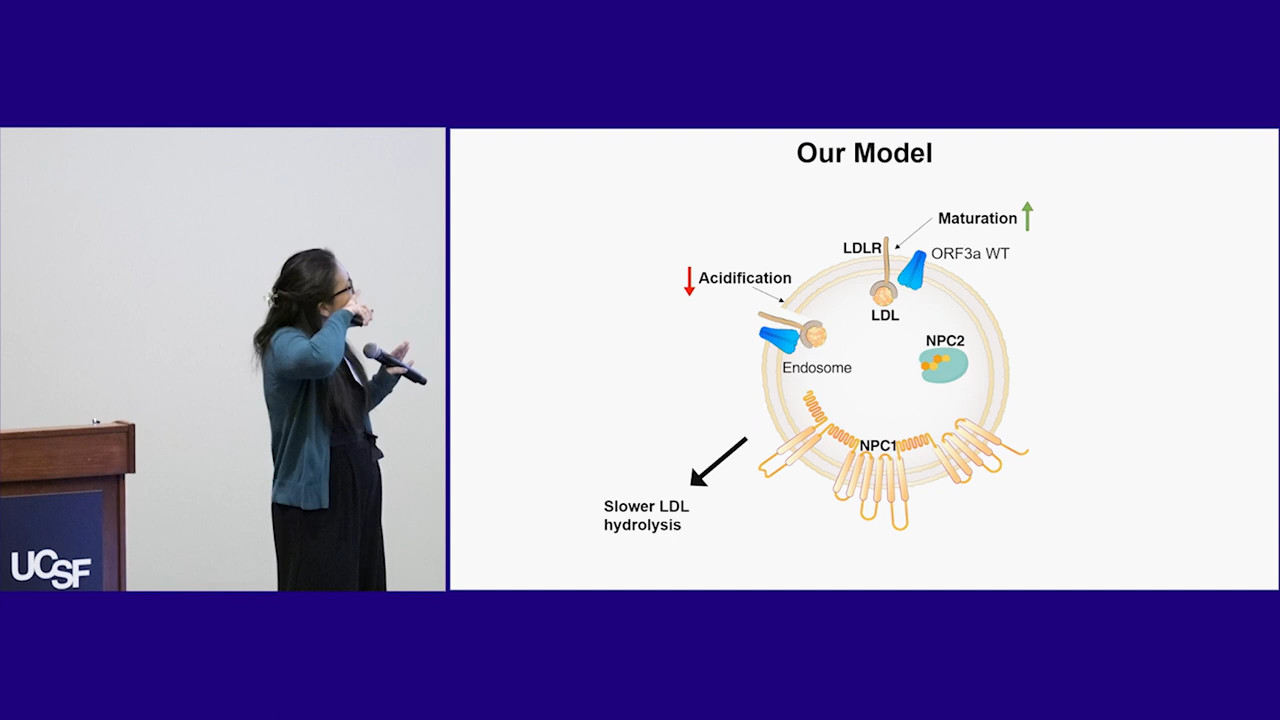 Our Model
Maturation
LDLR
ORF3a WT
Acidification
LDL
NPC2
Endosome
NPC1
Slower LDL
hydrolysis
UCSF